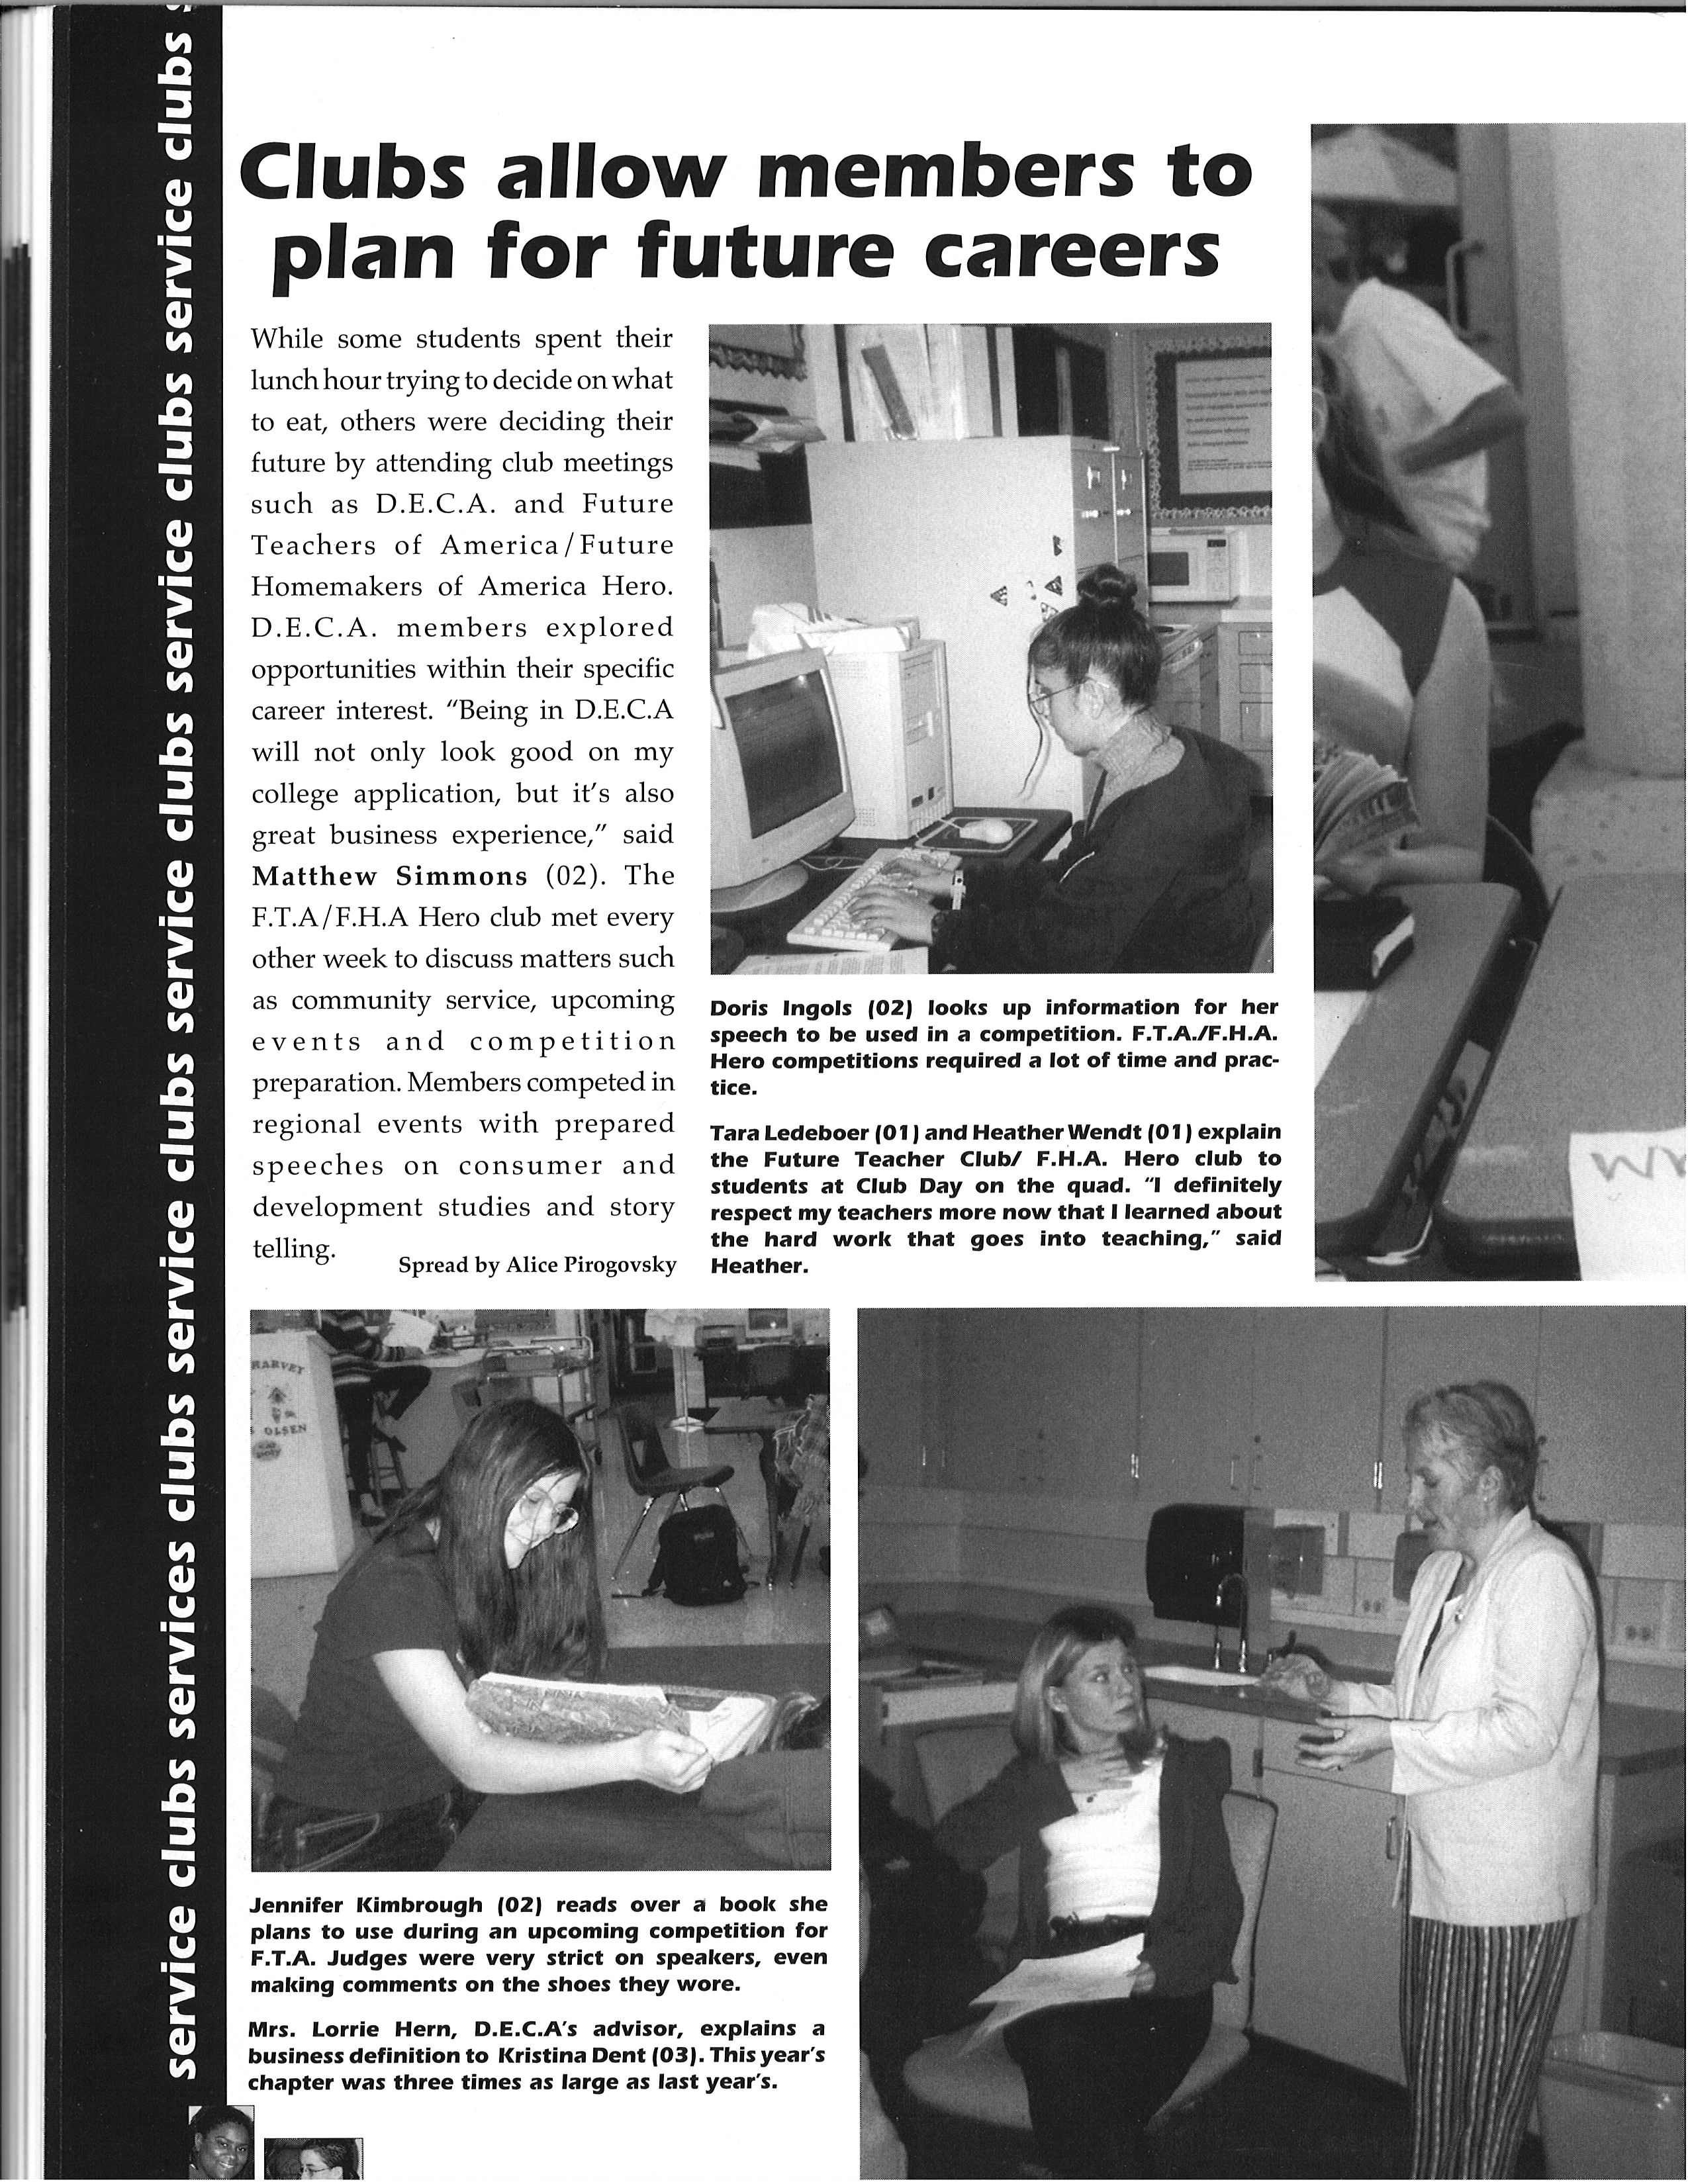 service clubs services clubs service clubs service clubs service clubs service clubs service clubs service clubs
Clubs allow members to
plan for future careers
While some students spent their
lunch hour trying to decide on what
to eat, others were deciding their
future by attending club meetings
such as D.E.C.A. and Future
Teachers of America/Future
Homemakers of America Hero.
D.E.C.A. members explored
opportunities within their specific
career interest. “Being in D.E.C.A
will not only look good on my
college application, but it’s also
great business experience,” said
Matthew Simmons (02). The
F.T.A/F.H.A Hero club met every
other week to discuss matters such
as community service, upcoming
events and competition
preparation. Members competed in
regional events with prepared
speeches on consumer and
development studies and story
telling.
Spread by Alice Pirogovsky
Doris Ingols (02) looks up information for her
speech to be used in a competition. F.T.A./F.H.A.
Hero competitions required a lot of time and prac-
tice.
Tara Ledeboer (01) and Heather Wendt (01) explain
the Future Teacher Club/ F.H.A. Hero club to
students at Club Day on the quad. “I definitely
respect my teachers more now that I learned about
the hard work that goes into teaching,” said
Heather.
HARVEY
OLSEN
Jennifer Kimbrough (02) reads over a book she
plans to use during an upcoming competition for
F.T.A. Judges were very strict on speakers, even
making comments on the shoes they wore.
Mrs. Lorrie Hern, D.E.C.A’s advisor, explains a
business definition to Kristina Dent (03). This year’s
chapter was three times as large as last year’s.